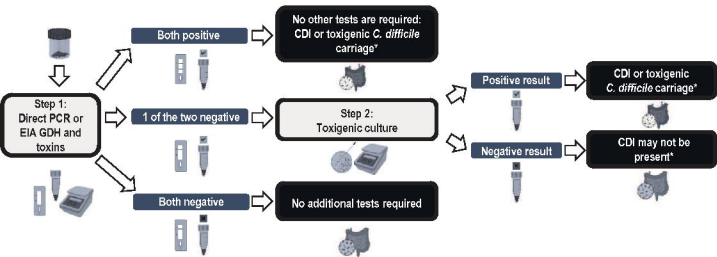 Both positive
No other tests are required:
CDI or toxigenic C. difficile
carriage*
Step 1:
Direct PCR or
EIA GDH and
toxins
1 of the two negative
Step 2:
Toxigenic culture
Positive result
CDI or toxigenic
C. difficile carriage*
Negative result
CDI may not be
present*
Both negative
No additional tests required